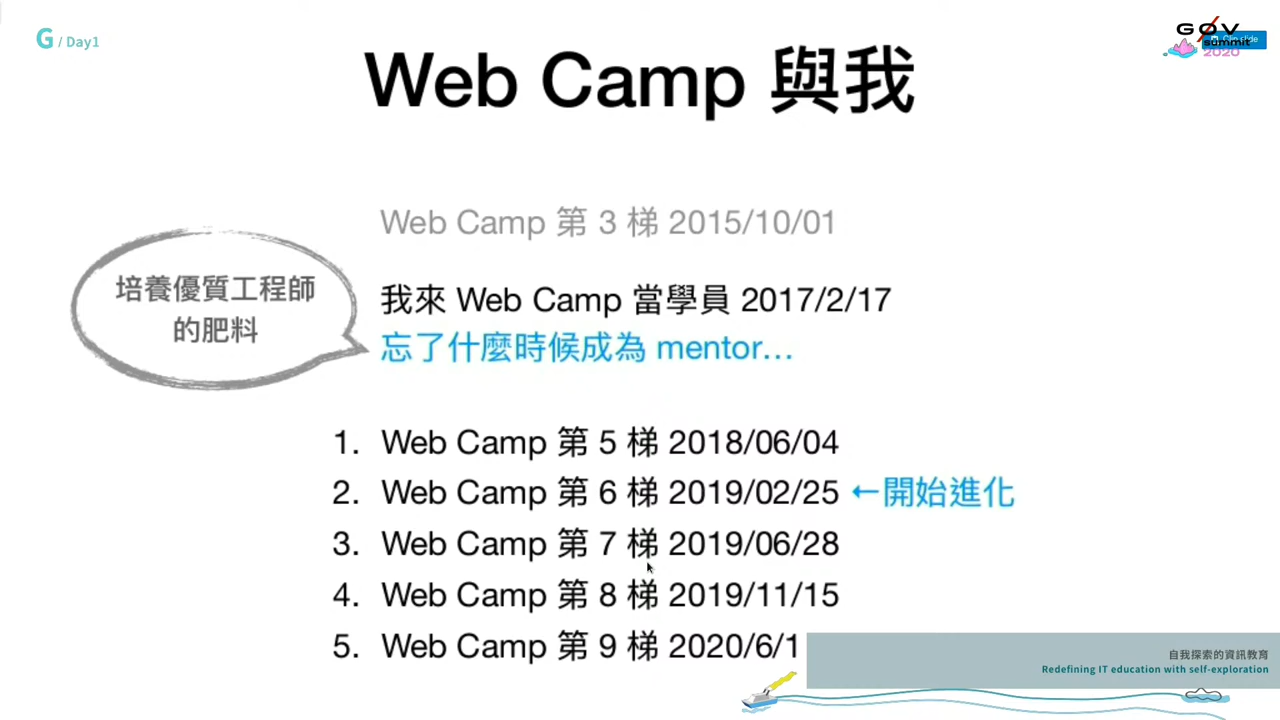 G / Day1
GØV
summit
2020
Clip slide
Web Camp 與我
Web Camp 第 3 梯 2015/10/01
培養優質工程師
的肥料
我來 Web Camp 當學員 2017/2/17
忘了什麼時候成為 mentor…
1. Web Camp 第 5 梯 2018/06/04
2. Web Camp 第 6 梯 2019/02/25 ←開始進化
3. Web Camp 第 7 梯 2019/06/28
4. Web Camp 第 8 梯 2019/11/15
5. Web Camp 第 9 梯 2020/6/1
自我探索的資訊教育
Redefining IT education with self-exploration